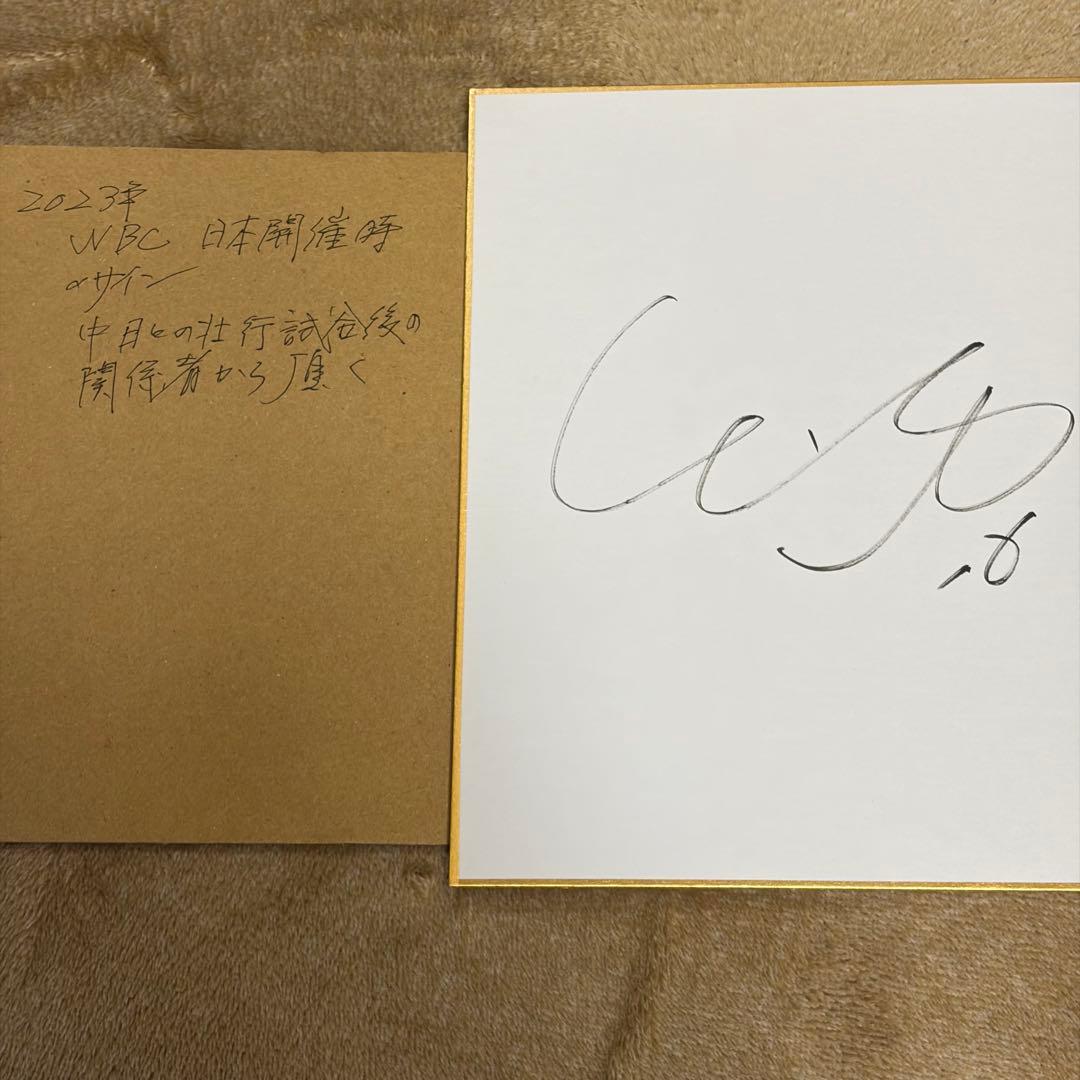 2023年
WBC 日本開催時
のサイン
中日との壮行試合後の
関係者から頂く